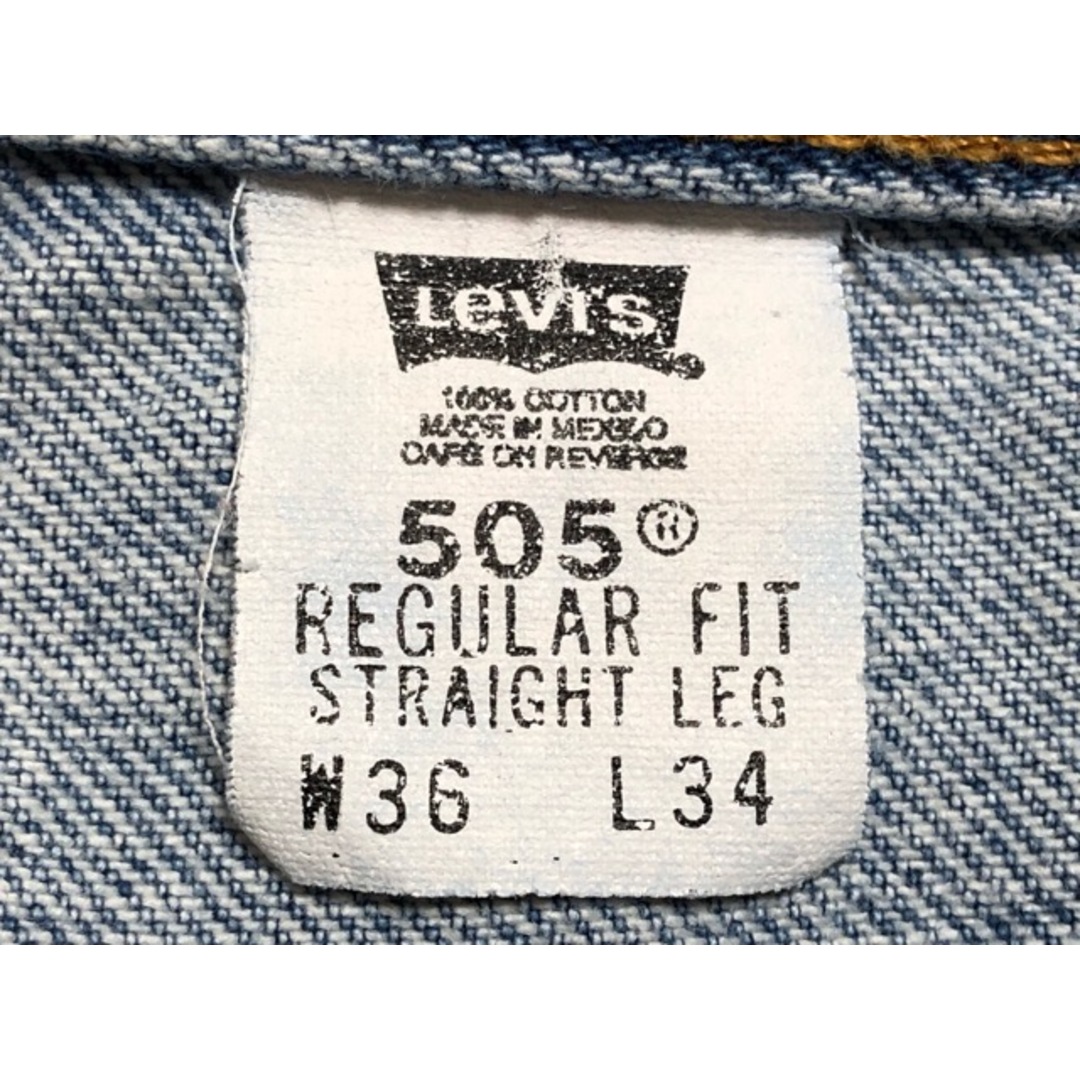 Levi's®
100% COTTON
MADE IN MEXICO
CARE ON REVERSE
505®
REGULAR FIT
STRAIGHT LEG
W36 L34